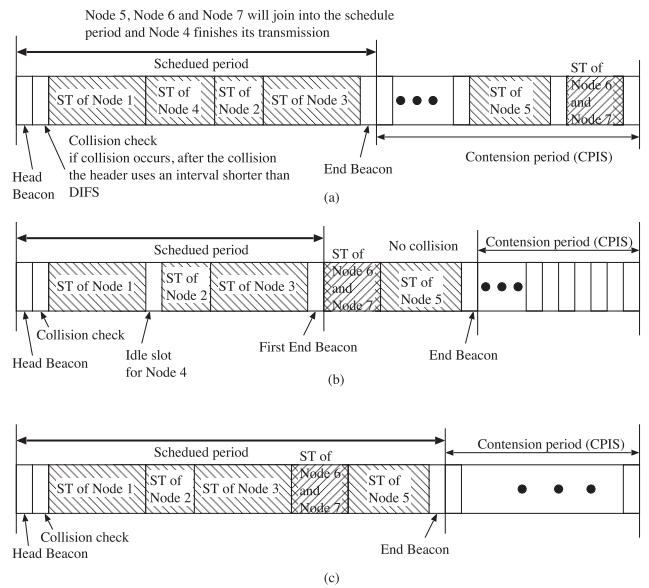 Node 5, Node 6 and Node 7 will join into the schedule
period and Node 4 finishes its transmission
Schedued period
ST of Node 1
ST of
Node 4
ST of
Node 2
ST of Node 3
ST of
Node 5
ST of
Node 6
and
Node 7
Head
Beacon
Collision check
if collision occurs, after the collision
the header uses an interval shorter than
DIFS
End Beacon
Contension period (CPIS)
(a)
Schedued period
No collision
Contension period (CPIS)
ST of Node 1
ST of
Node 2
ST of Node 3
ST of
Node 6
and
Node 7
ST of
Node 5
Collision check
Head Beacon
Idle slot
for Node 4
First End Beacon
End Beacon
(b)
Schedued period
Contension period (CPIS)
ST of Node 1
ST of
Node 2
ST of Node 3
ST of
Node 6
and
Node 7
ST of
Node 5
Collision check
Head Beacon
End Beacon
(c)